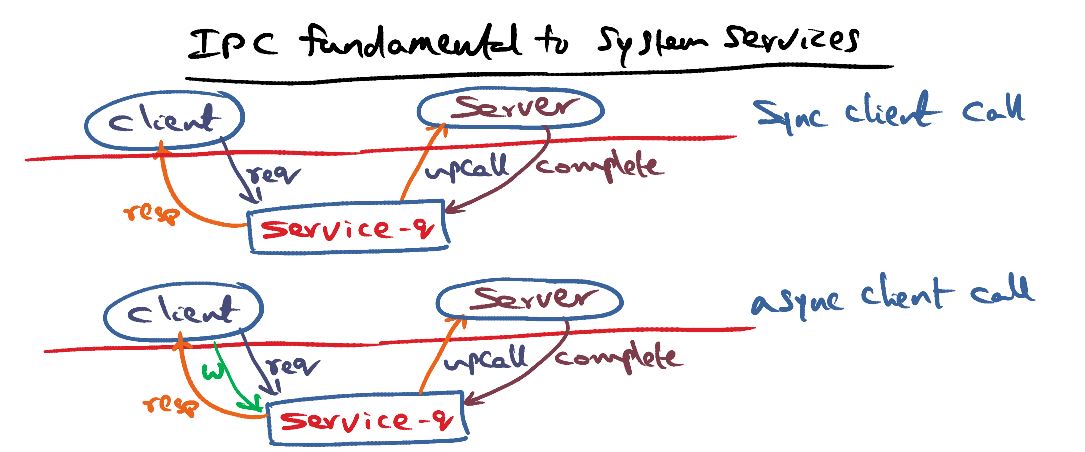 IPC fundamental to System Services
client
Server
Sync client call
req
upcall
complete
resp
Service-q
client
Server
async client call
w
req
upcall
complete
resp
Service-q